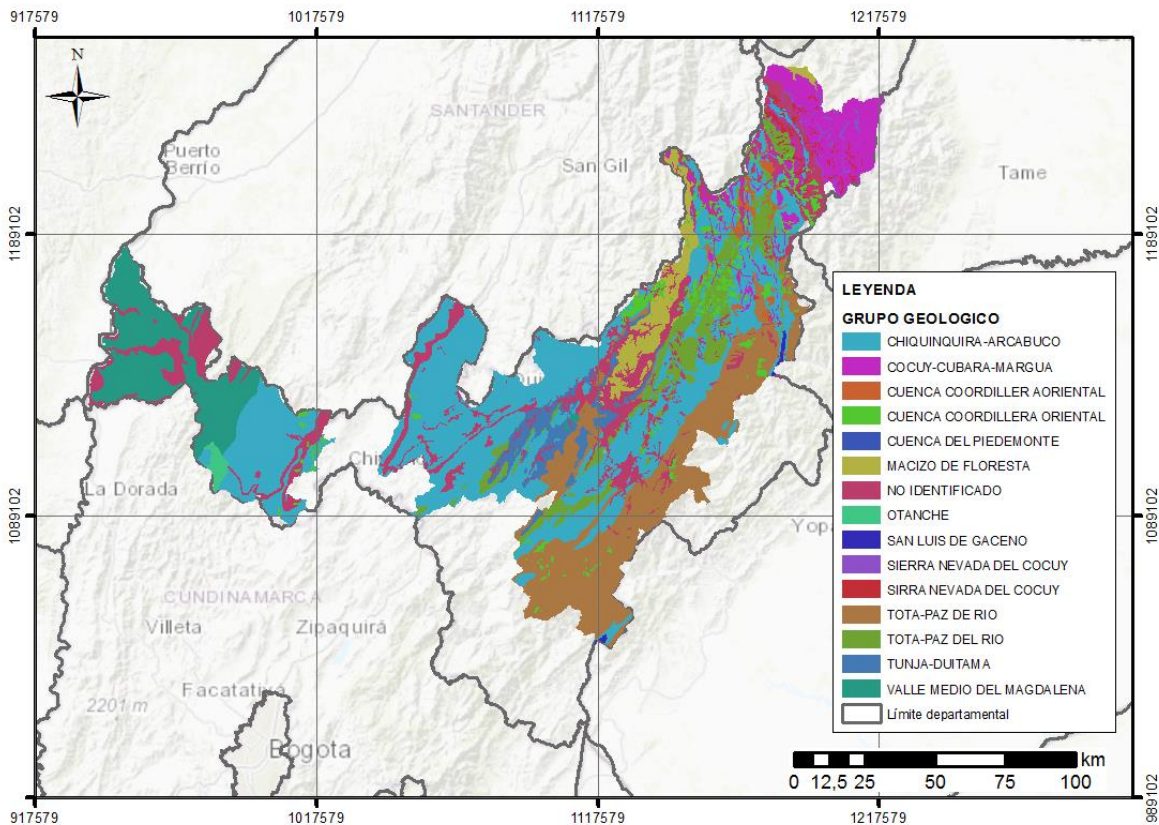 917579 1017579 1117579 1217579
N
SANTANDER
Puerto
Berrío
San Gil
Tame
1189102 1189102
LEYENDA
GRUPO GEOLOGICO
CHIQUINQUIRA-ARCABUCO
COCUY-CUBARA-MARGUA
CUENCA COORDILLER AORIENTAL
CUENCA COORDILLERA ORIENTAL
CUENCA DEL PIEDEMONTE
MACIZO DE FLORESTA
NO IDENTIFICADO
OTANCHE
SAN LUIS DE GACENO
SIERRA NEVADA DEL COCUY
SIRRA NEVADA DEL COCUY
TOTA-PAZ DE RIO
TOTA-PAZ DEL RIO
TUNJA-DUITAMA
VALLE MEDIO DEL MAGDALENA
Límite departamental
La Dorada
1089102 1089102
CUNDINAMARCA
Villeta Zipaquirá
Facatativá
2201 m
Bogota
km
0 12,5 25 50 75 100
917579 1017579 1117579 1217579
989102